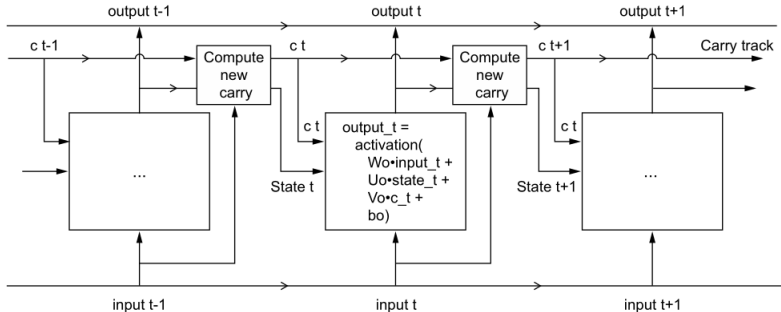 output t-1
output t
output t+1
c t-1
Compute
new
carry
c t
Compute
new
carry
c t+1
Carry track
...
c t
output_t =
activation(
Wo•input_t +
Uo•state_t +
Vo•c_t +
bo)
c t
...
State t
State t+1
input t-1
input t
input t+1